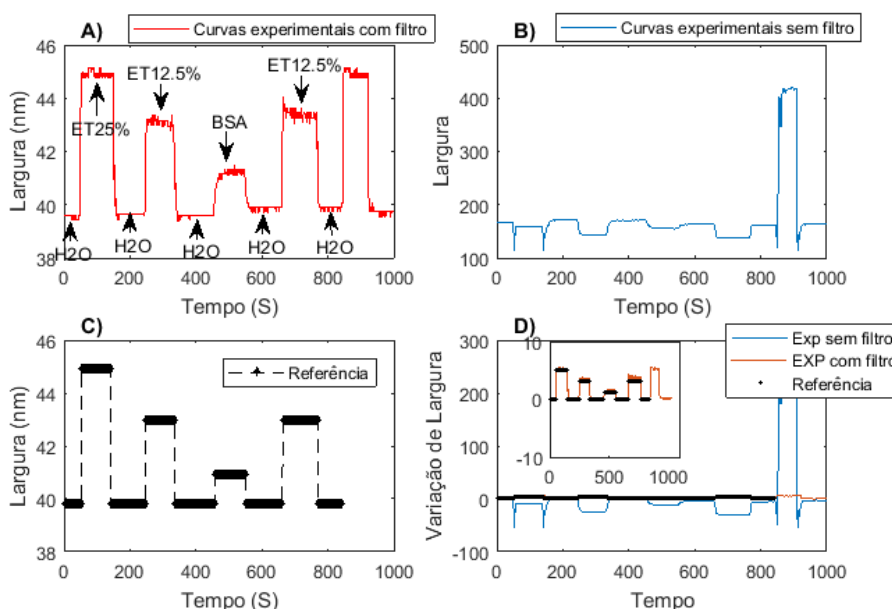 A)
Curvas experimentais com filtro
46
44
42
40
38
Largura (nm)
ET25%
ET12.5%
BSA
ET12.5%
H2O
H2O
H2O
H2O
H2O
0 200 400 600 800 1000
Tempo (S)
B)
Curvas experimentais sem filtro
500
400
300
200
100
Largura
0 200 400 600 800 1000
Tempo (S)
C)
Referência
46
44
42
40
38
Largura (nm)
0 200 400 600 800 1000
Tempo (S)
D)
Exp sem filtro
EXP com filtro
Referência
300
200
100
0
-100
Variação de Largura
10
0
-10
0 500 1000
0 200 400 600 800 1000
Tempo